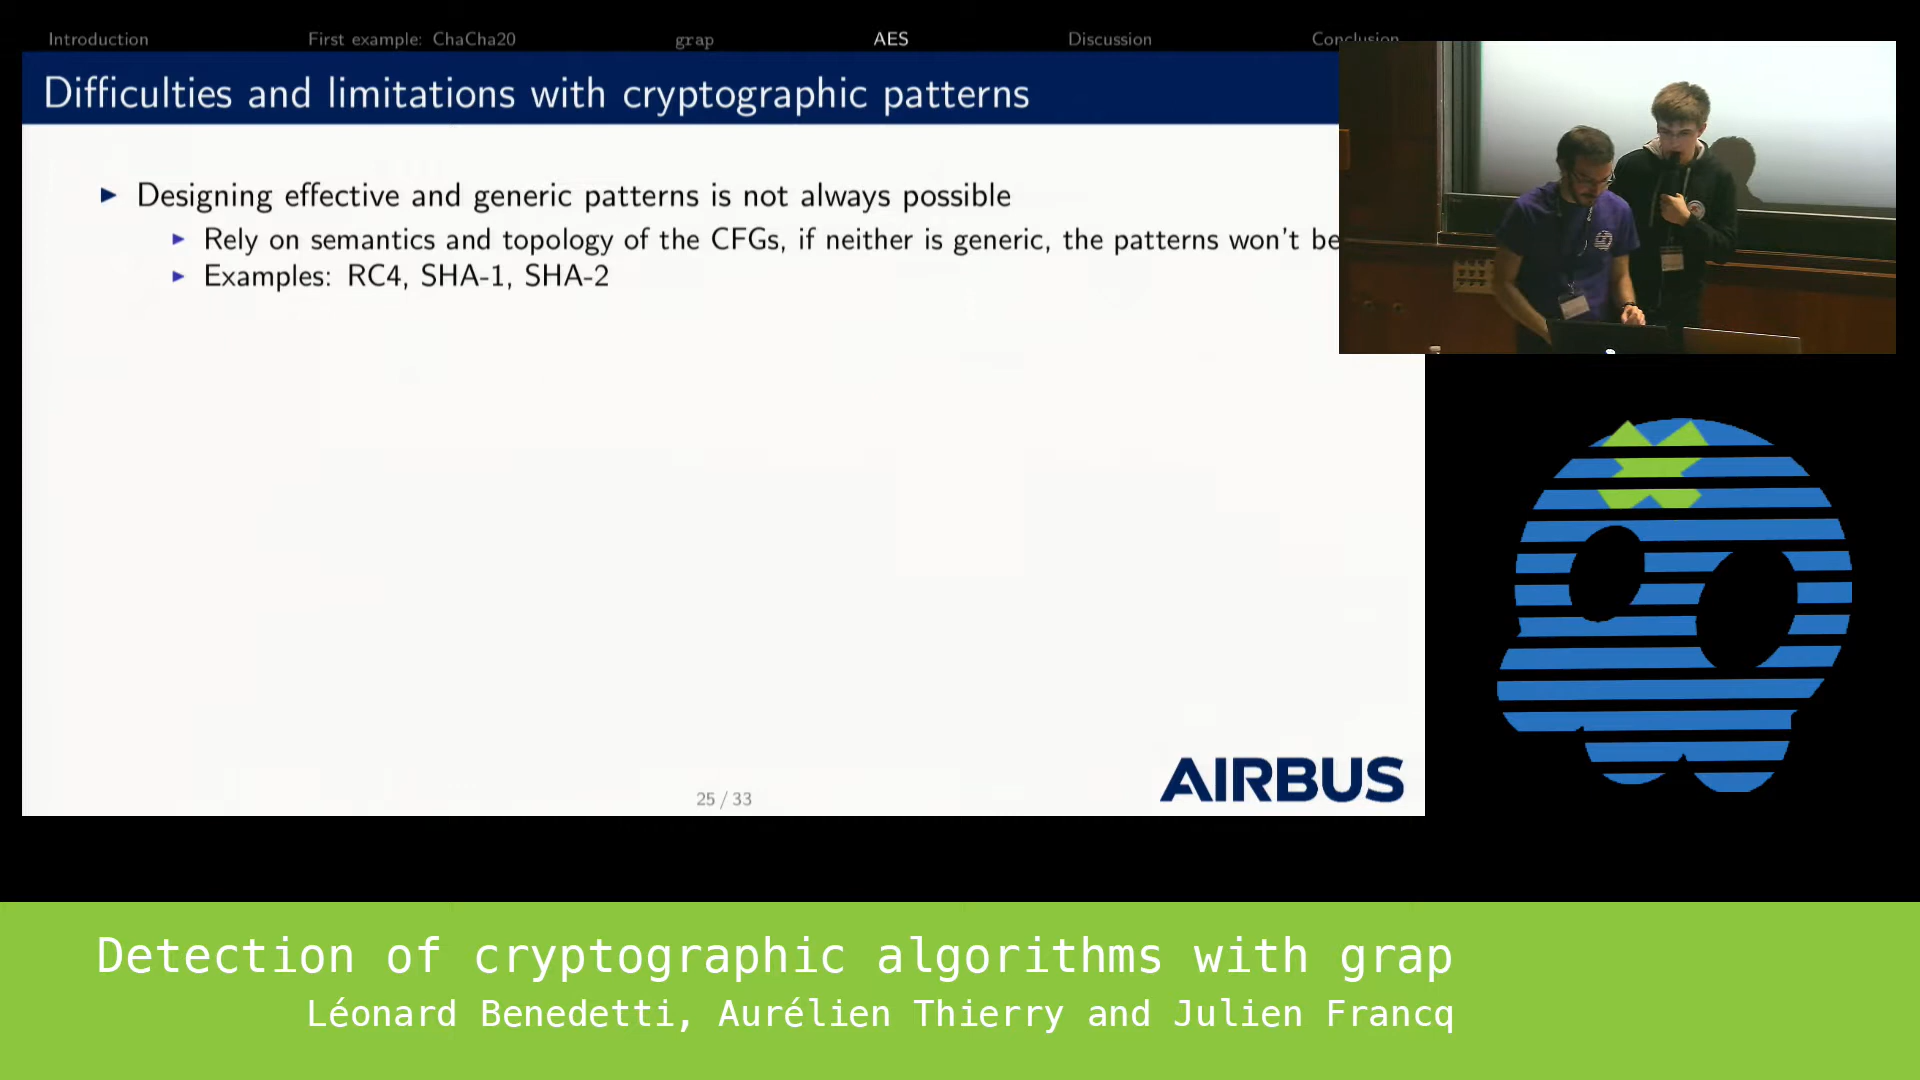 Introduction
First example: ChaCha20
grap
AES
Discussion
Conclusion
Difficulties and limitations with cryptographic patterns
Designing effective and generic patterns is not always possible
Rely on semantics and topology of the CFGs, if neither is generic, the patterns won't be
Examples: RC4, SHA-1, SHA-2
25 / 33
AIRBUS
Detection of cryptographic algorithms with grap
Léonard Benedetti, Aurélien Thierry and Julien Francq